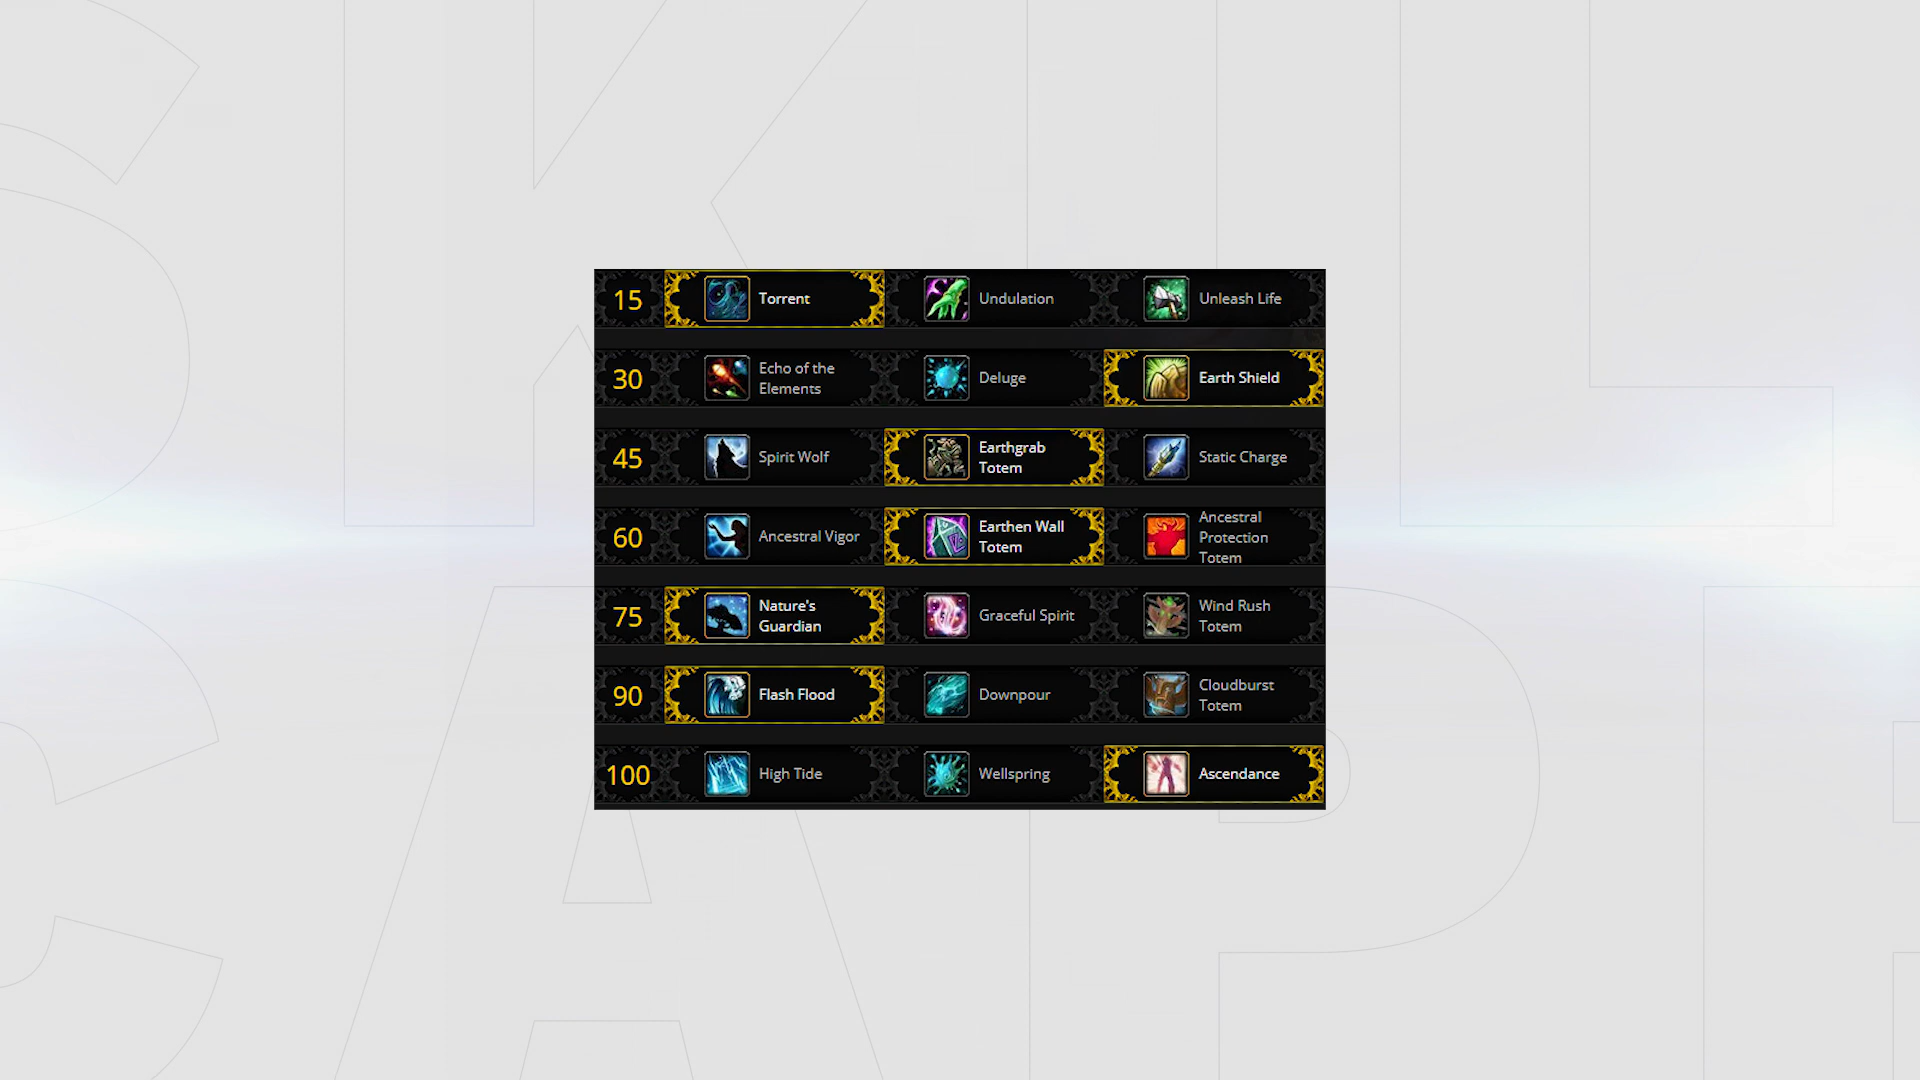 15 Torrent Undulation Unleash Life
30 Echo of the Elements Deluge Earth Shield
45 Spirit Wolf Earthgrab Totem Static Charge
60 Ancestral Vigor Earthen Wall Totem Ancestral Protection Totem
75 Nature's Guardian Graceful Spirit Wind Rush Totem
90 Flash Flood Downpour Cloudburst Totem
100 High Tide Wellspring Ascendance